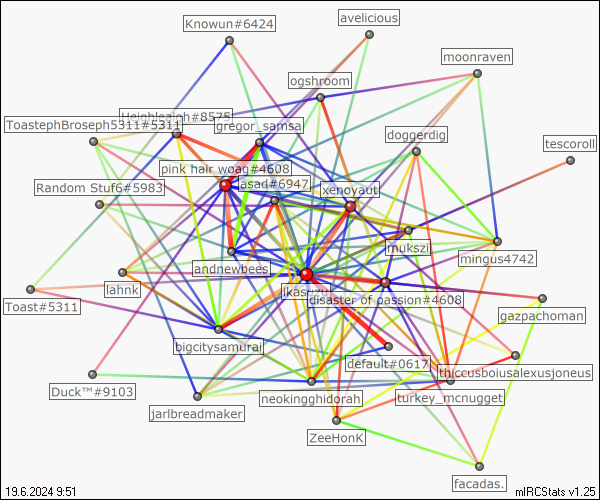 avelicious
Knowun#6424
moonraven
ogshroom
Heighleigh#8575
ToastephBroseph5311#5311
gregor_samsa
doggerdig
tescoroll
pink hair woag#4608
asad#6947
Random Stuf6#5983
xenoyaut
mukszi
mingus4742
andnewbees
lahnk
disaster of passion#4608
Toast#5311
gazpachoman
bigcitysamurai
default#0617
thiccusboiusalexusjoneus
Duck™#9103
neokingghidorah
turkey_mcnugget
jarlbreadmaker
ZeeHonK
facadas.
19.6.2024 9:51
mIRCStats v1.25